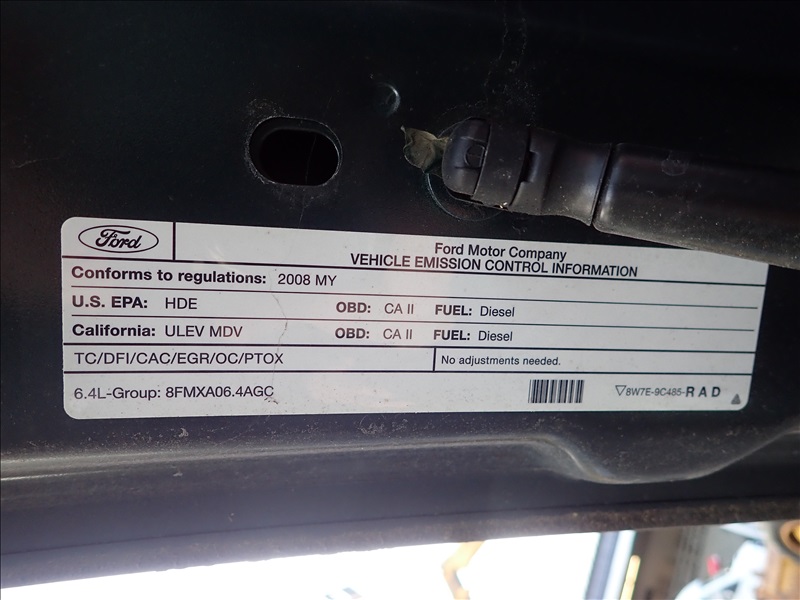 Ford
Ford Motor Company
VEHICLE EMISSION CONTROL INFORMATION
Conforms to regulations: 2008 MY
U.S. EPA: HDE OBD: CA II FUEL: Diesel
California: ULEV MDV OBD: CA II FUEL: Diesel
TC/DFI/CAC/EGR/OC/PTOX No adjustments needed.
6.4L-Group: 8FMXA06.4AGC 8W7E-9C485-RAD